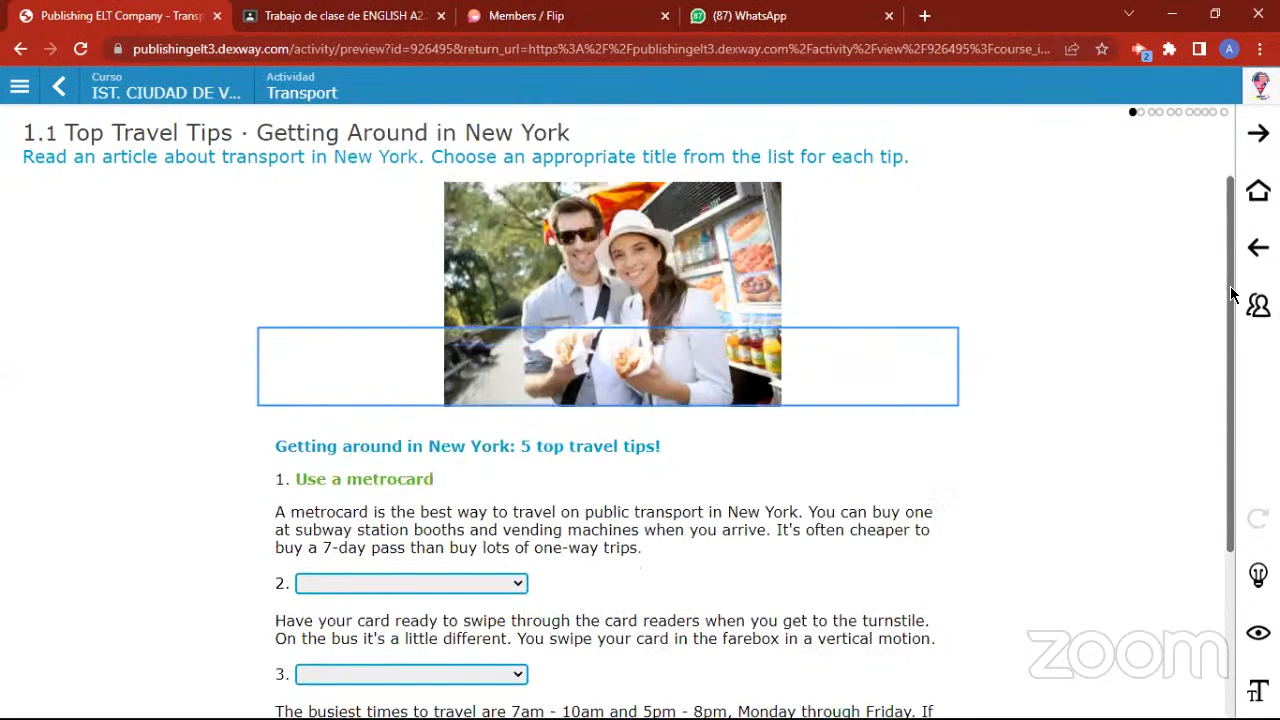 Publishing ELT Company - Transp
Trabajo de clase de ENGLISH A2
Members / Flip
(87) WhatsApp
publishingelt3.dexway.com/activity/preview?id=926495&return_url=https%3A%2F%2Fpublishingelt3.dexway.com%2Factivity%2Fview%2F926495%3Fcourse_i...
A
2
Curso
IST. CIUDAD DE V...
Actividad
Transport
1.1 Top Travel Tips · Getting Around in New York
Read an article about transport in New York. Choose an appropriate title from the list for each tip.
Getting around in New York: 5 top travel tips!
1. Use a metrocard
A metrocard is the best way to travel on public transport in New York. You can buy one
at subway station booths and vending machines when you arrive. It's often cheaper to
buy a 7-day pass than buy lots of one-way trips.
2.
Have your card ready to swipe through the card readers when you get to the turnstile.
On the bus it's a little different. You swipe your card in the farebox in a vertical motion.
3.
The busiest times to travel are 7am - 10am and 5pm - 8pm, Monday through Friday. If
zoom
TT